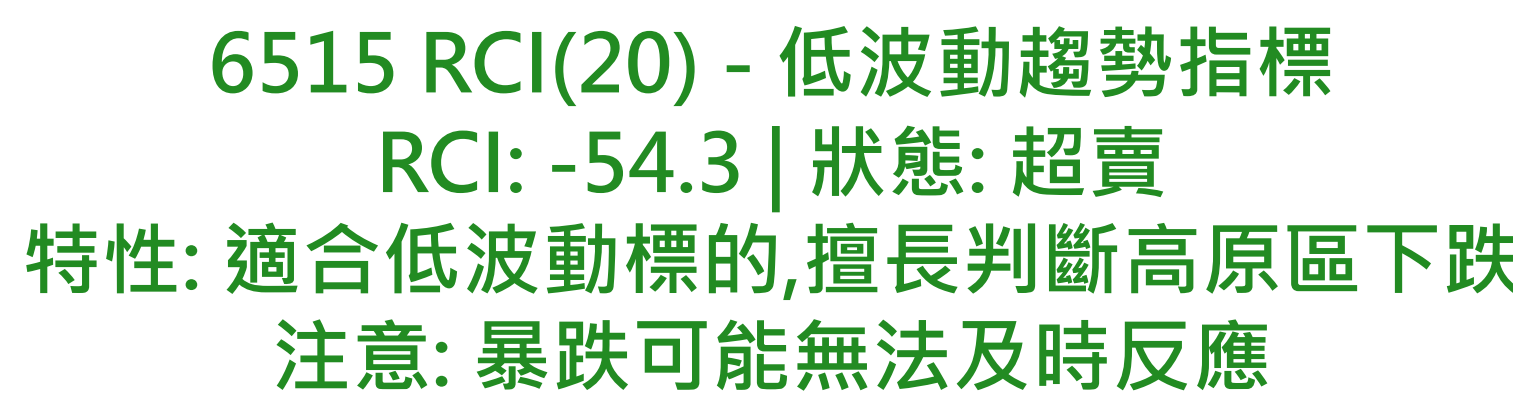 6515 RCI(20) - 低波動趨勢指標
RCI: -54.3 | 狀態: 超賣
特性: 適合低波動標的,擅長判斷高原區下跌
注意: 暴跌可能無法及時反應